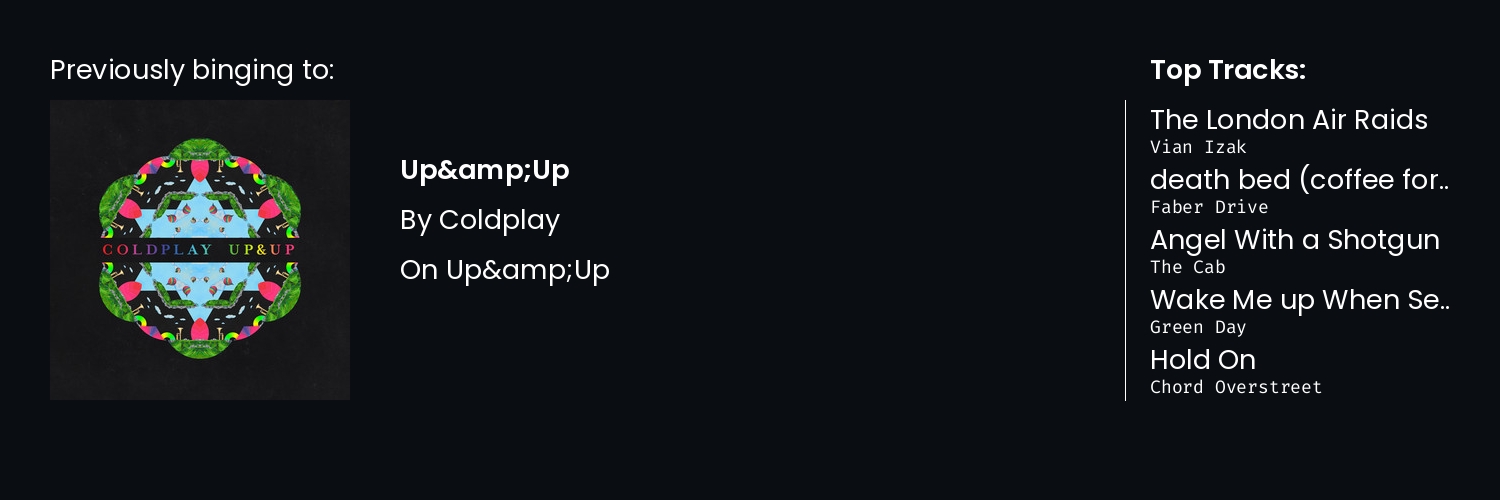 Previously binging to:
COLDPLAY UP&UP
Up&amp;Up
By Coldplay
On Up&amp;Up
Top Tracks:
The London Air Raids
Vian Izak
death bed (coffee for..
Faber Drive
Angel With a Shotgun
The Cab
Wake Me up When Se..
Green Day
Hold On
Chord Overstreet